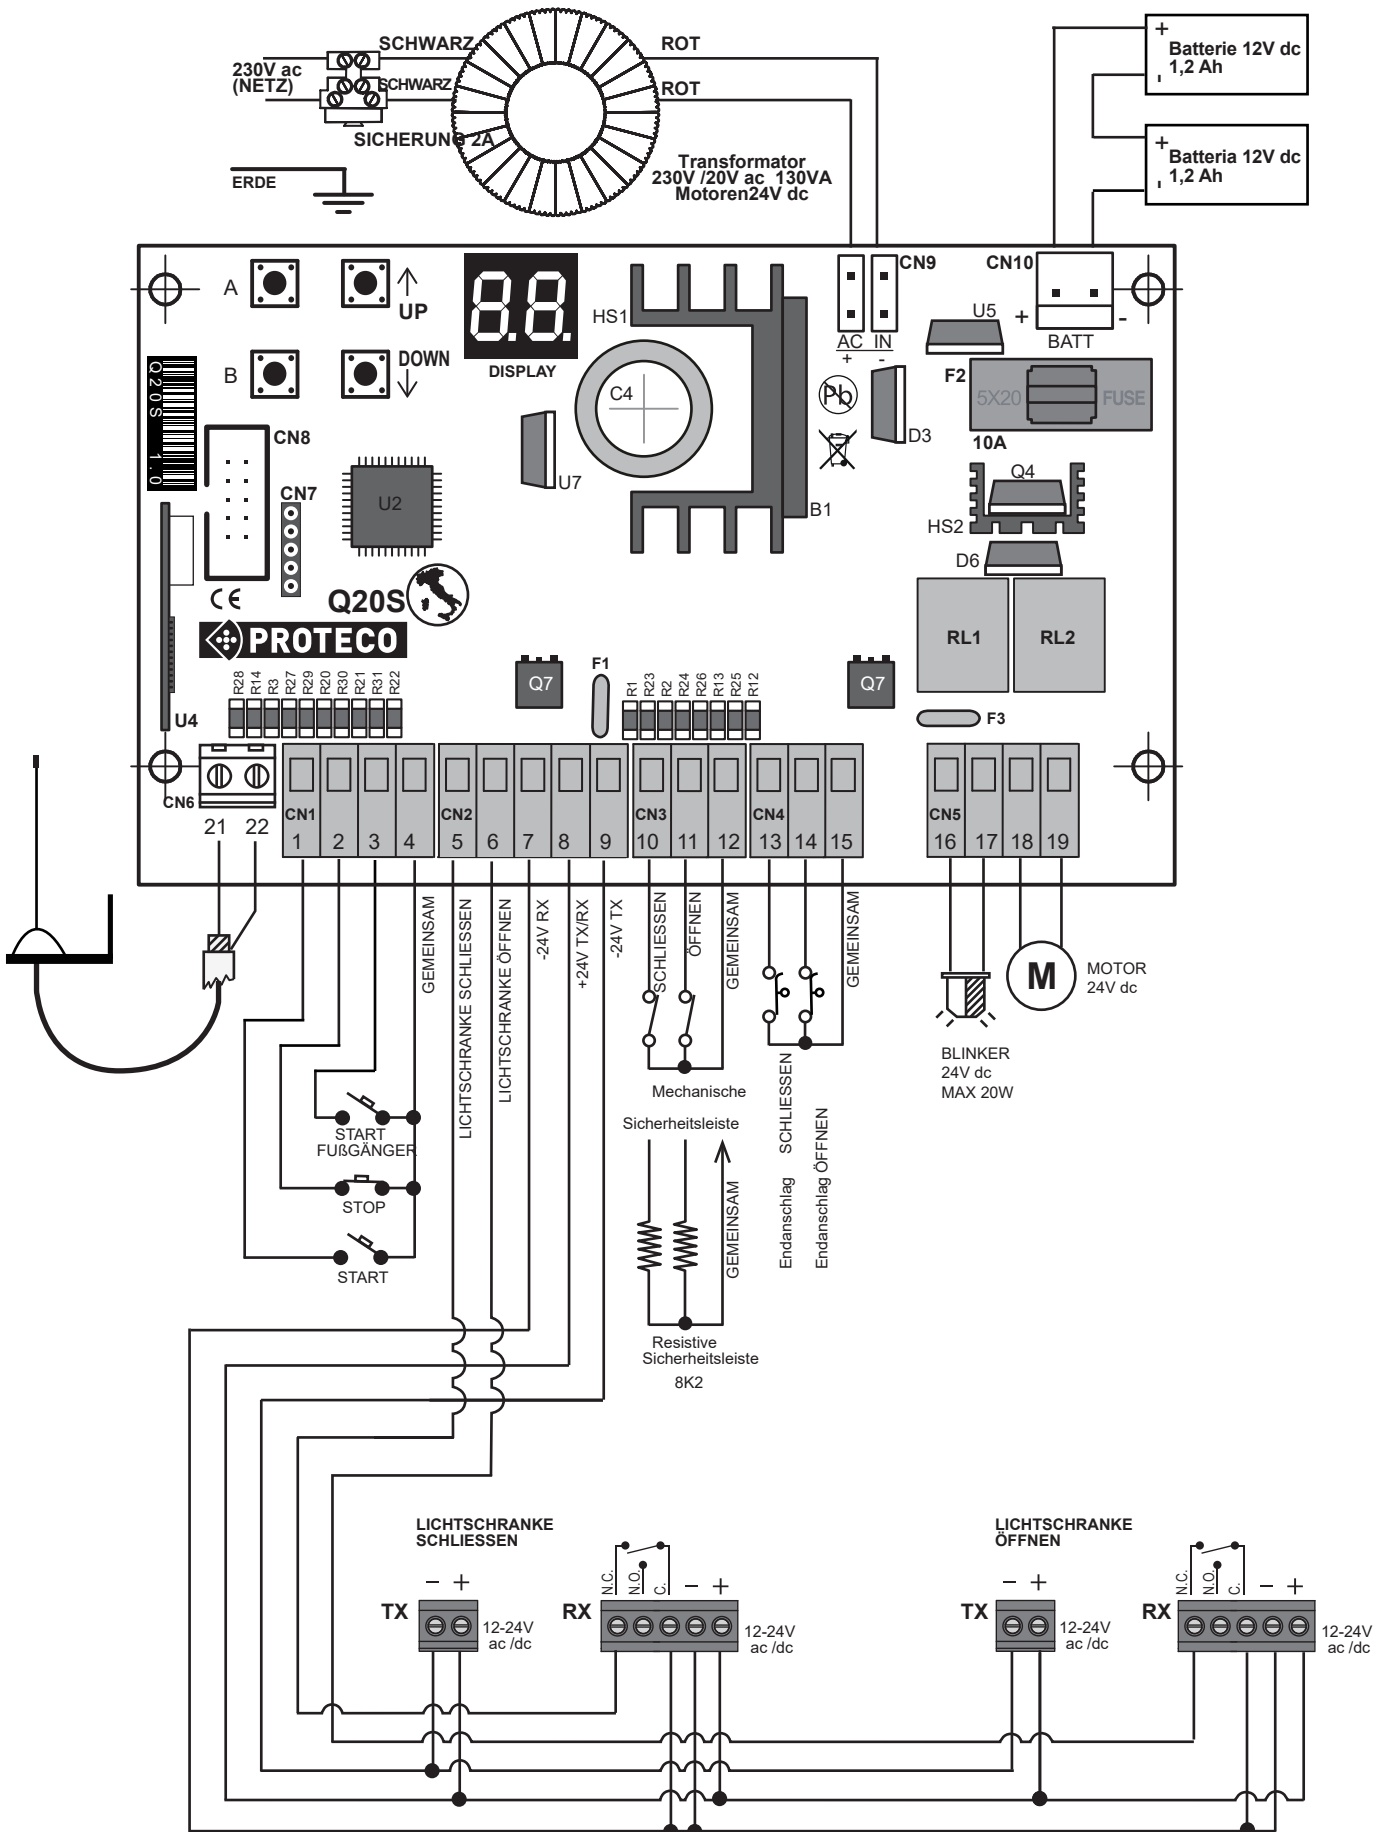 SCHWARZ
ROT
230V ac
(NETZ)
SCHWARZ
ROT
SICHERUNG 2A
ERDE
Transformator
230V /20V ac 130VA
Motoren24V dc
+
Batterie 12V dc
1,2 Ah
-
+
Batteria 12V dc
1,2 Ah
-
A
UP
B
DOWN
8.8.
DISPLAY
HS1
C4
CN9
AC IN
+ -
CN10
+ -
BATT
U5
F2
5X20 FUSE
10A
Pb
D3
Q20S 1.0
CN8
CN7
U2
U7
B1
Q4
HS2
D6
CE
Q20S
PROTECO
RL1
RL2
U4
R28
R14
R3
R27
R29
R20
R30
R21
R31
R22
Q7
F1
R1
R23
R2
R24
R26
R13
R25
R12
Q7
F3
CN6
21 22
CN1
1 2 3 4
CN2
5 6 7 8 9
CN3
10 11 12
CN4
13 14 15
CN5
16 17 18 19
GEMEINSAM
LICHTSCHRANKE SCHLIESSEN
LICHTSCHRANKE ÖFFNEN
-24V RX
+24V TX/RX
-24V TX
SCHLIESSEN
ÖFFNEN
GEMEINSAM
GEMEINSAM
M
MOTOR
24V dc
BLINKER
24V dc
MAX 20W
START
FUßGÄNGER
STOP
START
Mechanische
Sicherheitsleiste
GEMEINSAM
Resistive
Sicherheitsleiste
8K2
Endanschlag SCHLIESSEN
Endanschlag ÖFFNEN
LICHTSCHRANKE
SCHLIESSEN
TX
- +
12-24V
ac /dc
RX
N.C.
N.O.
C.
- +
12-24V
ac /dc
LICHTSCHRANKE
ÖFFNEN
TX
- +
12-24V
ac /dc
RX
N.C.
N.O.
C.
- +
12-24V
ac /dc